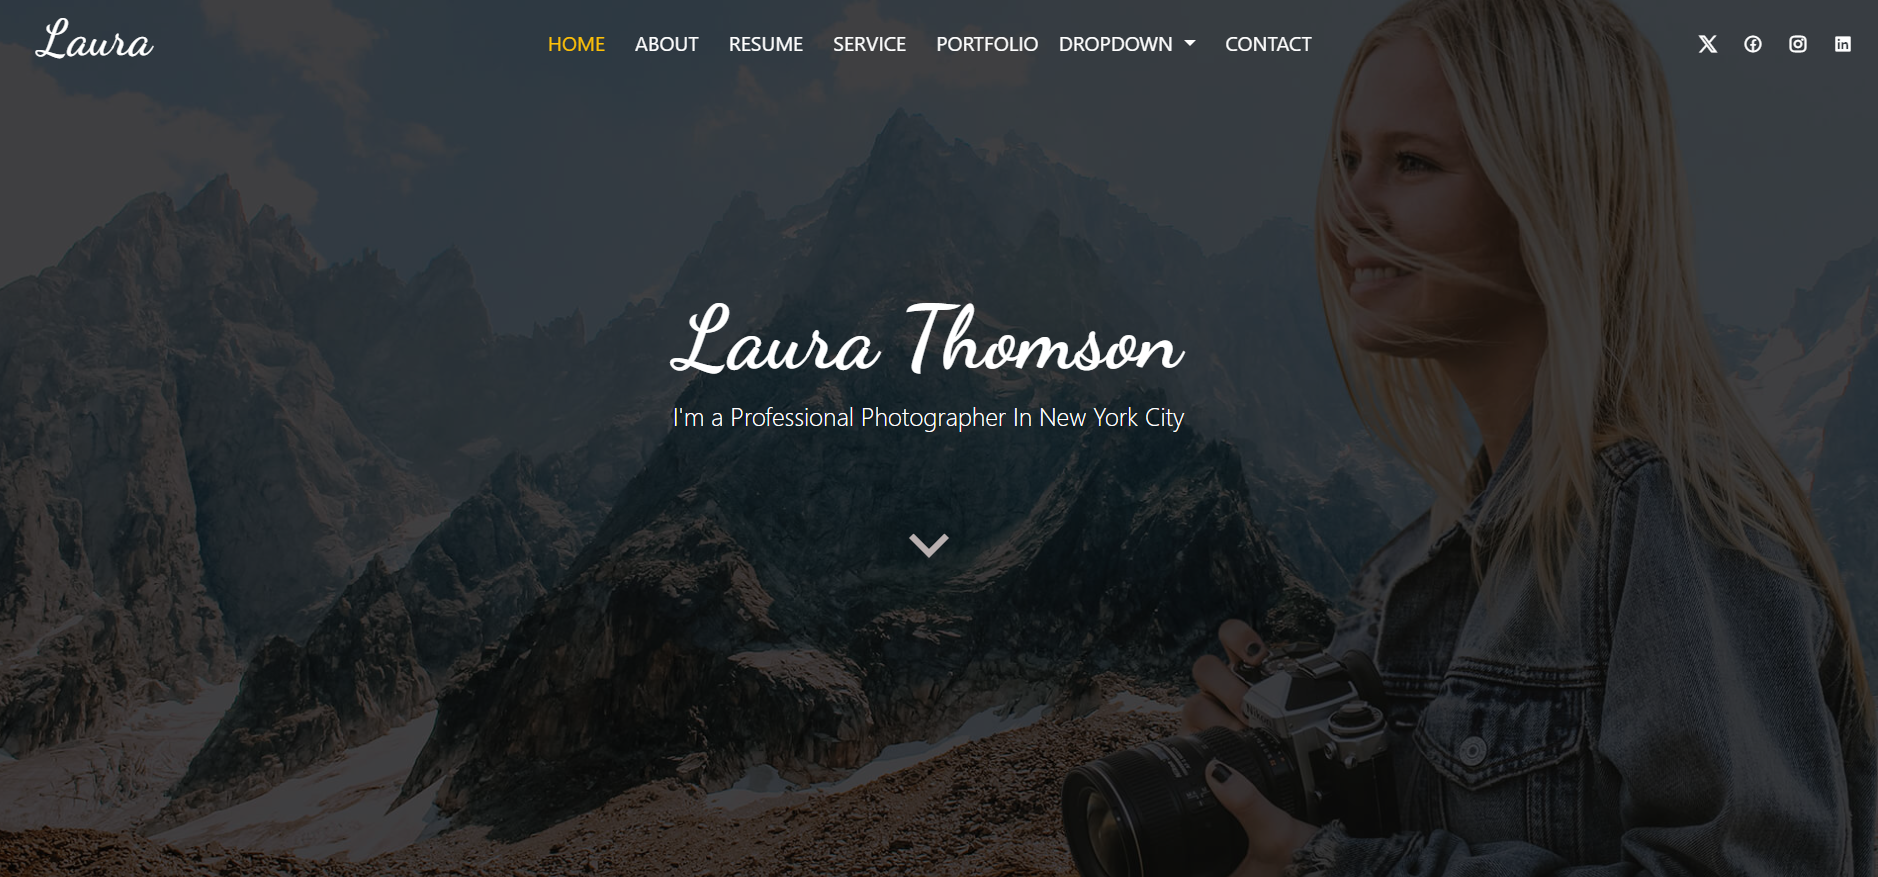 Laura
HOME ABOUT RESUME SERVICE PORTFOLIO DROPDOWN CONTACT
Laura Thomson
I'm a Professional Photographer In New York City